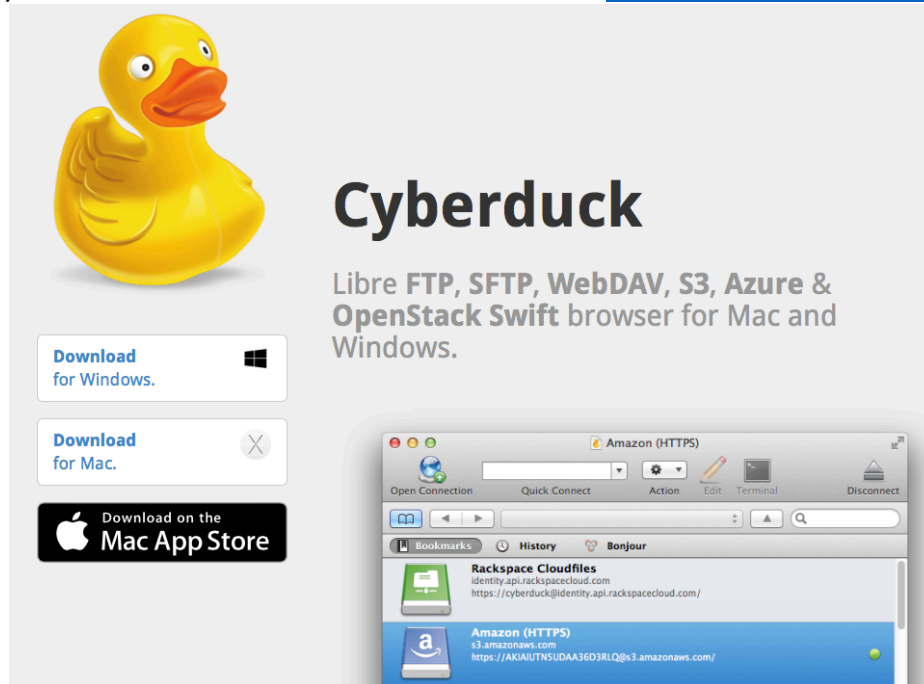 Cyberduck
Libre FTP, SFTP, WebDAV, S3, Azure &
OpenStack Swift browser for Mac and
Windows.
Download
for Windows.
Download
for Mac.
Download on the
Mac App Store
Amazon (HTTPS)
Open Connection Quick Connect Action Edit Terminal Disconnect
Bookmarks History Bonjour
Rackspace Cloudfiles
identity.api.rackspacecloud.com
https://cyberduck@identity.api.rackspacecloud.com/
Amazon (HTTPS)
s3.amazonaws.com
https://AKIAIUTN5UDAA36D3RLQ@s3.amazonaws.com/